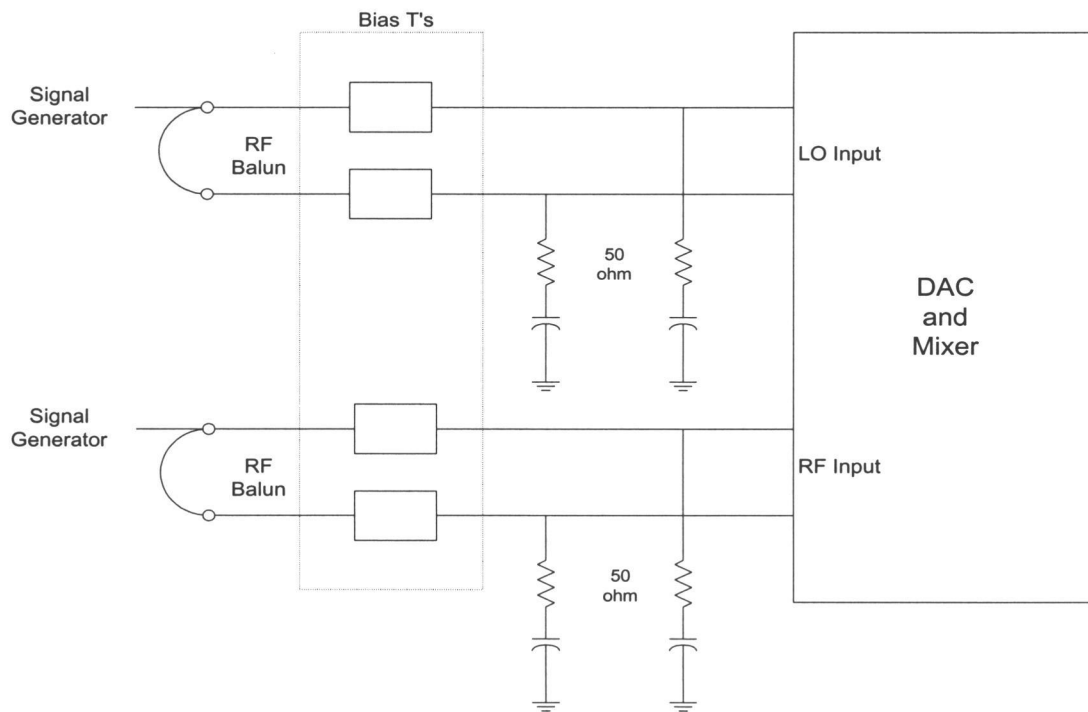 Bias T's
Signal
Generator
RF
Balun
LO Input
50
ohm
DAC
and
Mixer
Signal
Generator
RF
Balun
RF Input
50
ohm